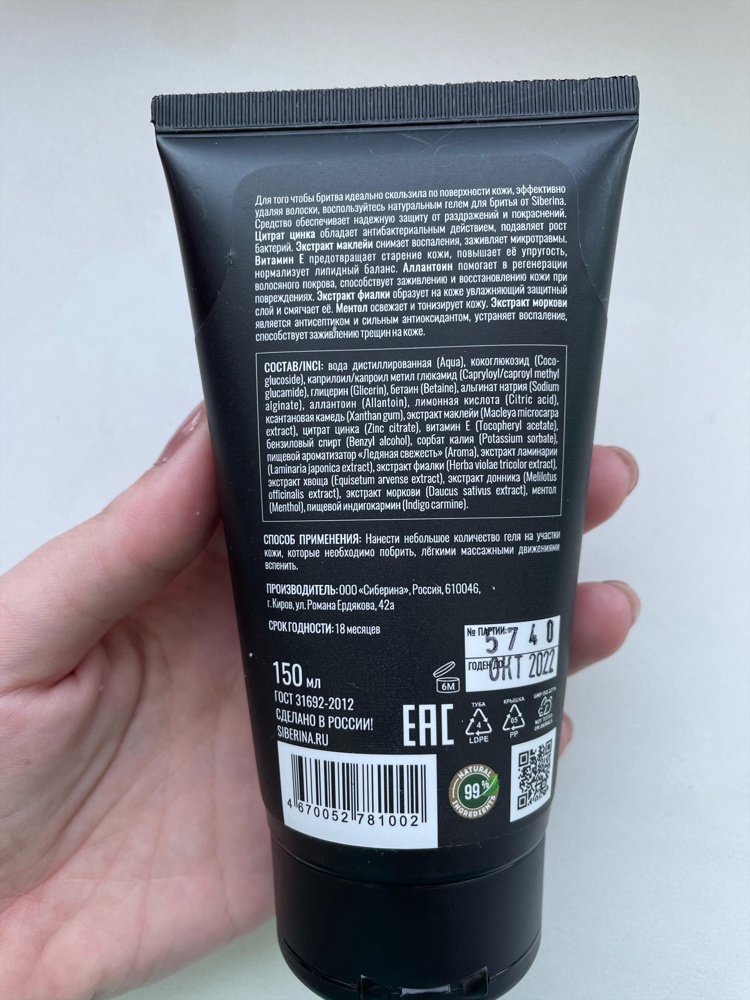 Для того чтобы бритва идеально скользила по поверхности кожи, эффективно
удаляя волоски, воспользуйтесь натуральным гелем для бритья от Siberina.
Средство обеспечивает надежную защиту от раздражений и покраснений.
Цитрат цинка обладает антибактериальным действием, подавляет рост
бактерий. Экстракт маклейи снимает воспаления, заживляет микротравмы.
Витамин Е предотвращает старение кожи, повышает её упругость,
нормализует липидный баланс. Аллантоин помогает в регенерации
волосяного покрова, способствует заживлению и восстановлению кожи при
повреждениях. Экстракт фиалки образует на коже увлажняющий защитный
слой и смягчает её. Ментол освежает и тонизирует кожу. Экстракт моркови
является антисептиком и сильным антиоксидантом, устраняет воспаление,
способствует заживлению трещин на коже.
СОСТАВ/INCI: вода дистиллированная (Aqua), кокоглюкозид (Coco-
glucoside), каприлоил/капроил метил глюкамид (Capryloyl/caproyl methyl
glucamide), глицерин (Glicerin), бетаин (Betaine), альгинат натрия (Sodium
alginate), аллантоин (Allantoin), лимонная кислота (Citric acid),
ксантановая камедь (Xanthan gum), экстракт маклейи (Macleya microcarpa
extract), цитрат цинка (Zinc citrate), витамин Е (Tocopheryl acetate),
бензиловый спирт (Benzyl alcohol), сорбат калия (Potassium sorbate),
пищевой ароматизатор «Ледяная свежесть» (Aroma), экстракт ламинарии
(Laminaria japonica extract), экстракт фиалки (Herba violae tricolor extract),
экстракт хвоща (Equisetum arvense extract), экстракт донника (Melilotus
officinalis extract), экстракт моркови (Daucus sativus extract), ментол
(Menthol), пищевой индигокармин (Indigo carmine).
СПОСОБ ПРИМЕНЕНИЯ: Нанести небольшое количество геля на участки
кожи, которые необходимо побрить, лёгкими массажными движениями
вспенить.
ПРОИЗВОДИТЕЛЬ: ООО «Сиберина», Россия, 610046,
г. Киров, ул. Романа Ердякова, 42а
СРОК ГОДНОСТИ: 18 месяцев
№ ПАРТИИ: 5740
ГОДЕН ДО: ОКТ 2022
6M
150 мл
ГОСТ 31692-2012
СДЕЛАНО В РОССИИ!
SIBERINA.RU
EAC
ТУБА
4
LDPE
КРЫШКА
05
PP
NOT TESTED
ON ANIMALS
4 670052 781002
NATURAL
99%
INGREDIENTS